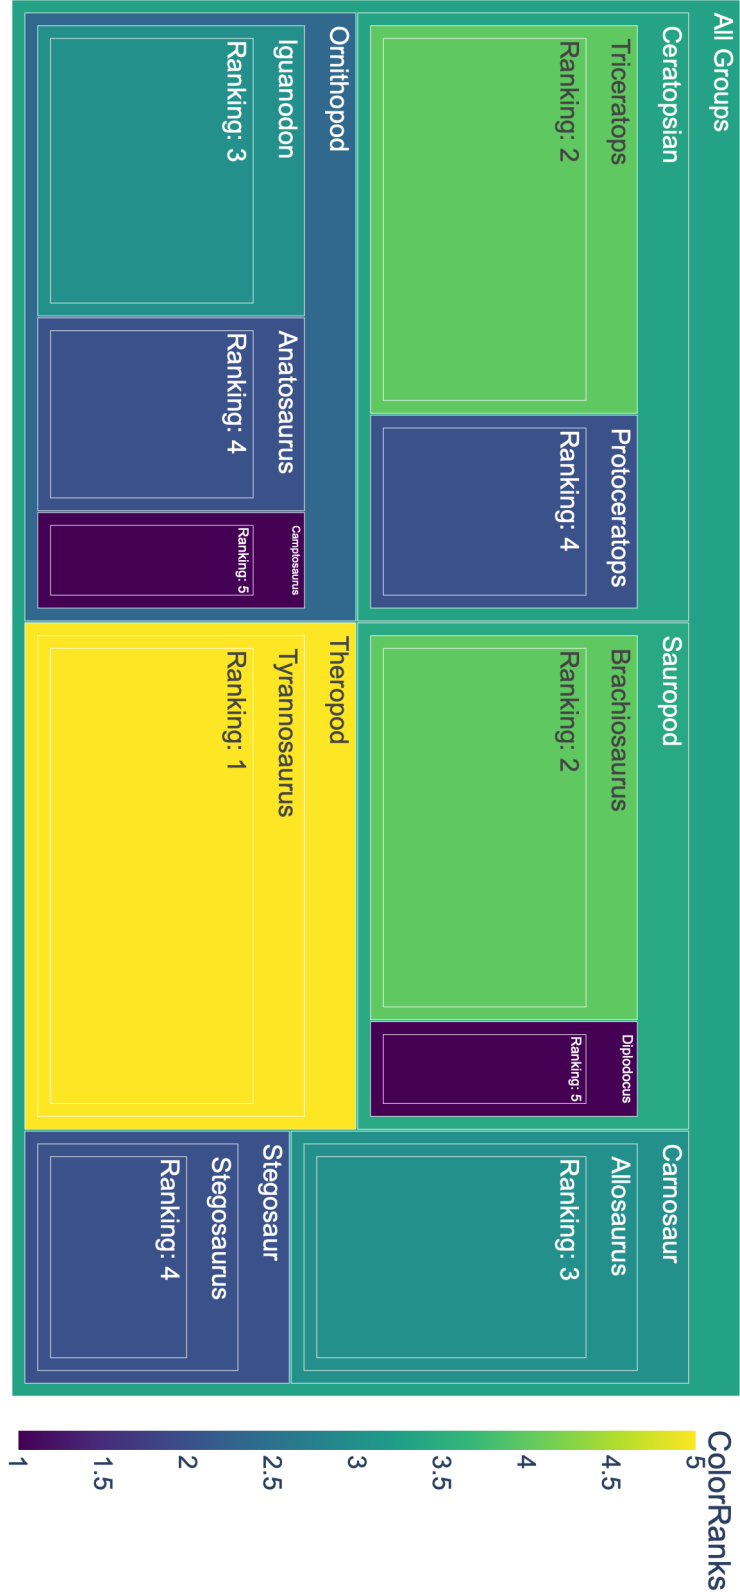 All Groups
Ceratopsian
Triceratops
Ranking: 2
Protoceratops
Ranking: 4
Sauropod
Brachiosaurus
Ranking: 2
Diplodocus
Ranking: 5
Carnosaur
Allosaurus
Ranking: 3
Ornithopod
Iguanodon
Ranking: 3
Anatosaurus
Ranking: 4
Camptosaurus
Ranking: 5
Theropod
Tyrannosaurus
Ranking: 1
Stegosaur
Stegosaurus
Ranking: 4
ColorRanks
5
4.5
4
3.5
3
2.5
2
1.5
1